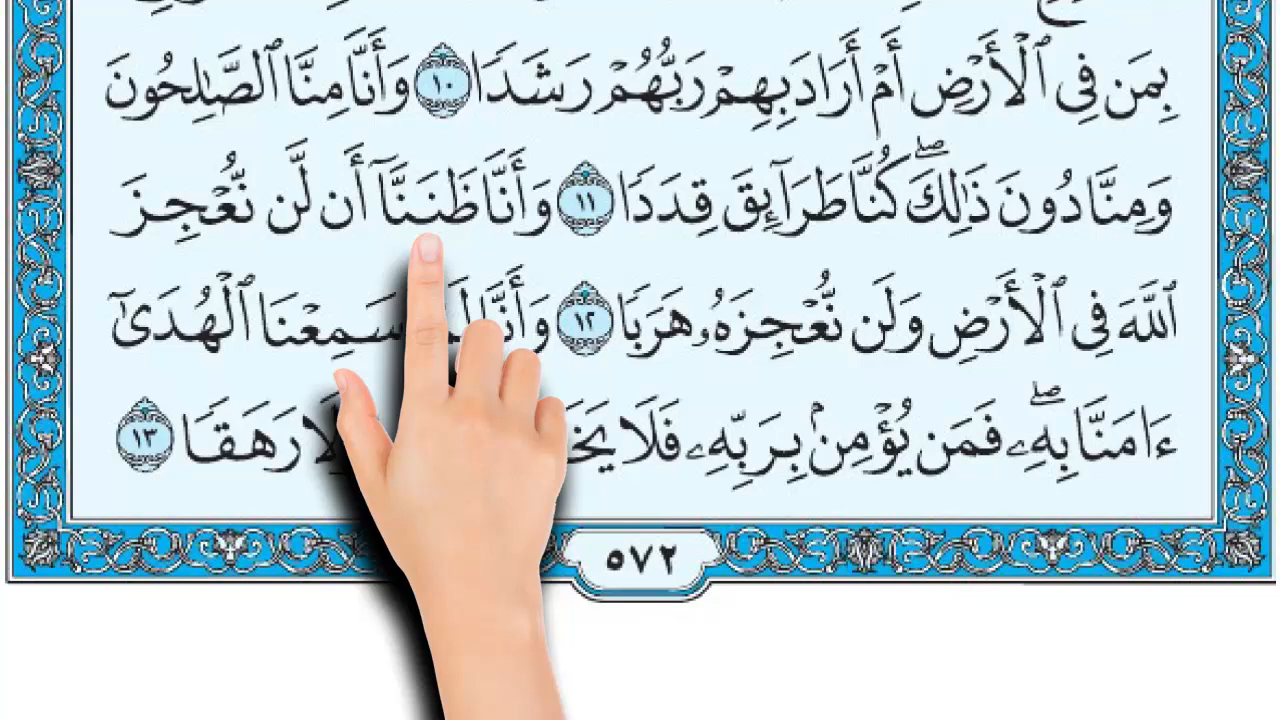 بِمَن فِى ٱلْأَرْضِ أَمْ أَرَادَ بِهِمْ رَبُّهُمْ رَشَدًا ١٠ وَأَنَّا مِنَّا ٱلصَّٰلِحُونَ
وَمِنَّا دُونَ ذَٰلِكَ ۖ كُنَّا طَرَآئِقَ قِدَدًا ١١ وَأَنَّا ظَنَنَّآ أَن لَّن نُّعْجِزَ
ٱللَّهَ فِى ٱلْأَرْضِ وَلَن نُّعْجِزَهُۥ هَرَبًا ١٢ وَأَنَّا سَمِعْنَا ٱلْهُدَىٰٓ
ءَامَنَّا بِهِۦ ۖ فَمَن يُؤْمِنۢ بِرَبِّهِۦ فَلَا رَهَقًا ١٣
٥٧٢